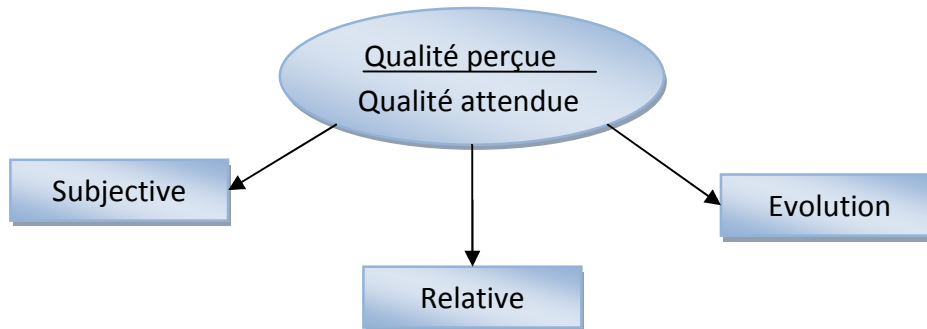 Qualité perçue
Qualité attendue
Subjective
Evolution
Relative